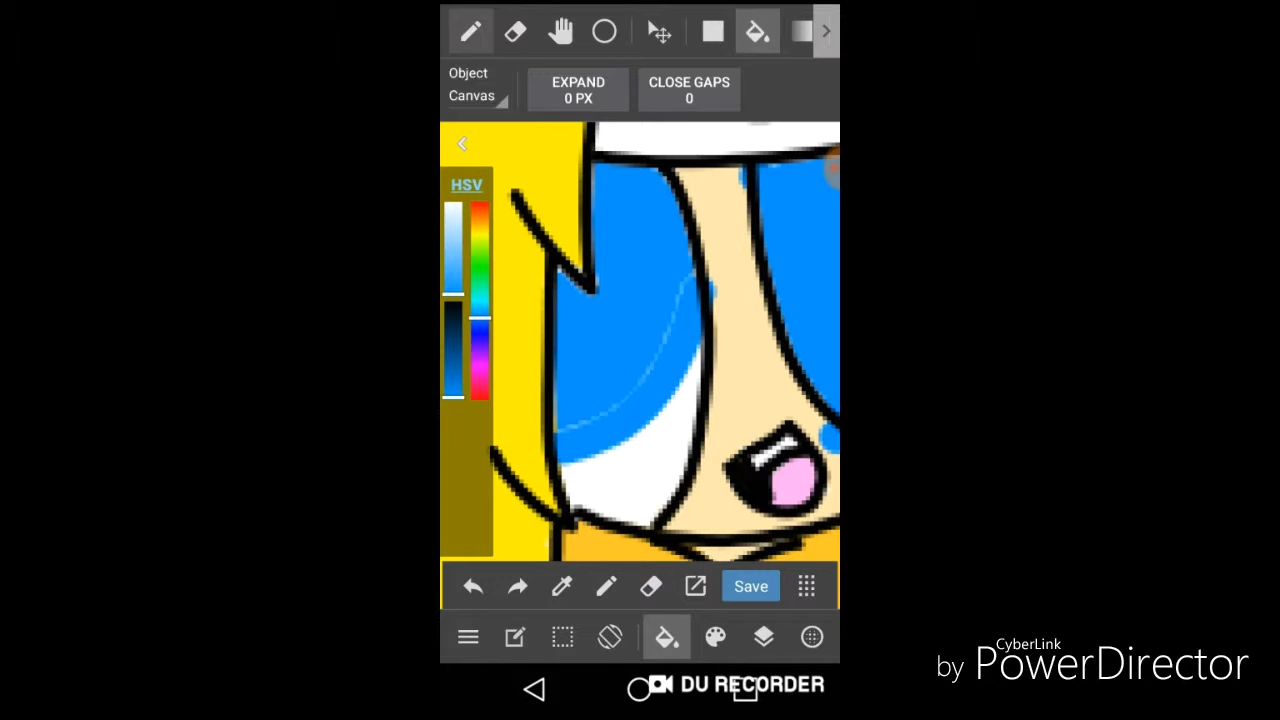 Object
Canvas
EXPAND
0 PX
CLOSE GAPS
0
HSV
Save
CyberLink
by PowerDirector
DU RECORDER